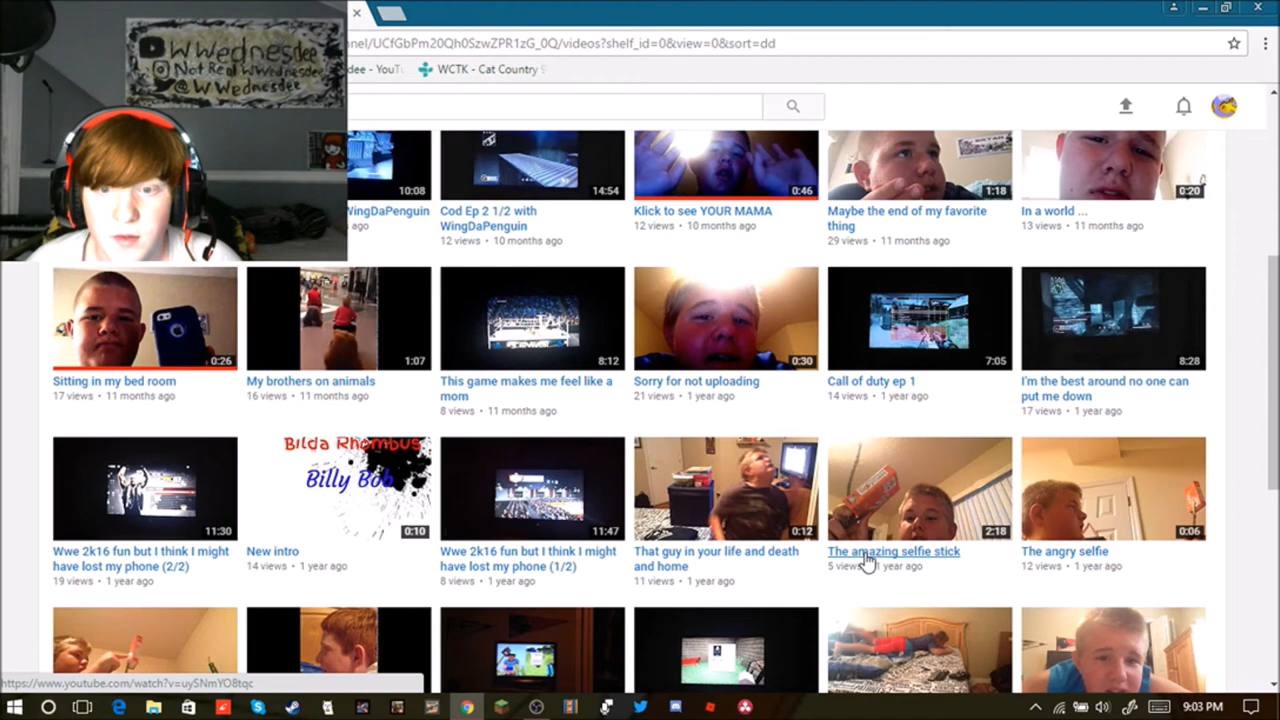 WWednesdee
Not Real WWednesdee
@WWednesdee
nel/UCfGbPm20Qh0SzwZPR1zG_0Q/videos?shelf_id=0&view=0&sort=dd
dee - YouTu
WCTK - Cat Country 9
10:08
14:54
0:46
1:18
0:20
WingDaPenguin
Cod Ep 2 1/2 with
WingDaPenguin
Klick to see YOUR MAMA
Maybe the end of my favorite
thing
In a world ...
ago
12 views • 10 months ago
12 views • 10 months ago
29 views • 11 months ago
13 views • 11 months ago
0:26
1:07
8:12
0:30
7:05
8:28
Sitting in my bed room
17 views • 11 months ago
My brothers on animals
16 views • 11 months ago
This game makes me feel like a
mom
8 views • 11 months ago
Sorry for not uploading
21 views • 1 year ago
Call of duty ep 1
14 views • 1 year ago
I'm the best around no one can
put me down
17 views • 1 year ago
Bilda Rhombus
Billy Bob
11:30
0:10
11:47
0:12
2:18
0:06
Wwe 2k16 fun but I think I might
have lost my phone (2/2)
19 views • 1 year ago
New intro
14 views • 1 year ago
Wwe 2k16 fun but I think I might
have lost my phone (1/2)
8 views • 1 year ago
That guy in your life and death
and home
11 views • 1 year ago
The amazing selfie stick
5 views 1 year ago
The angry selfie
12 views • 1 year ago
https://www.youtube.com/watch?v=uySNmYO8tqc
9:03 PM